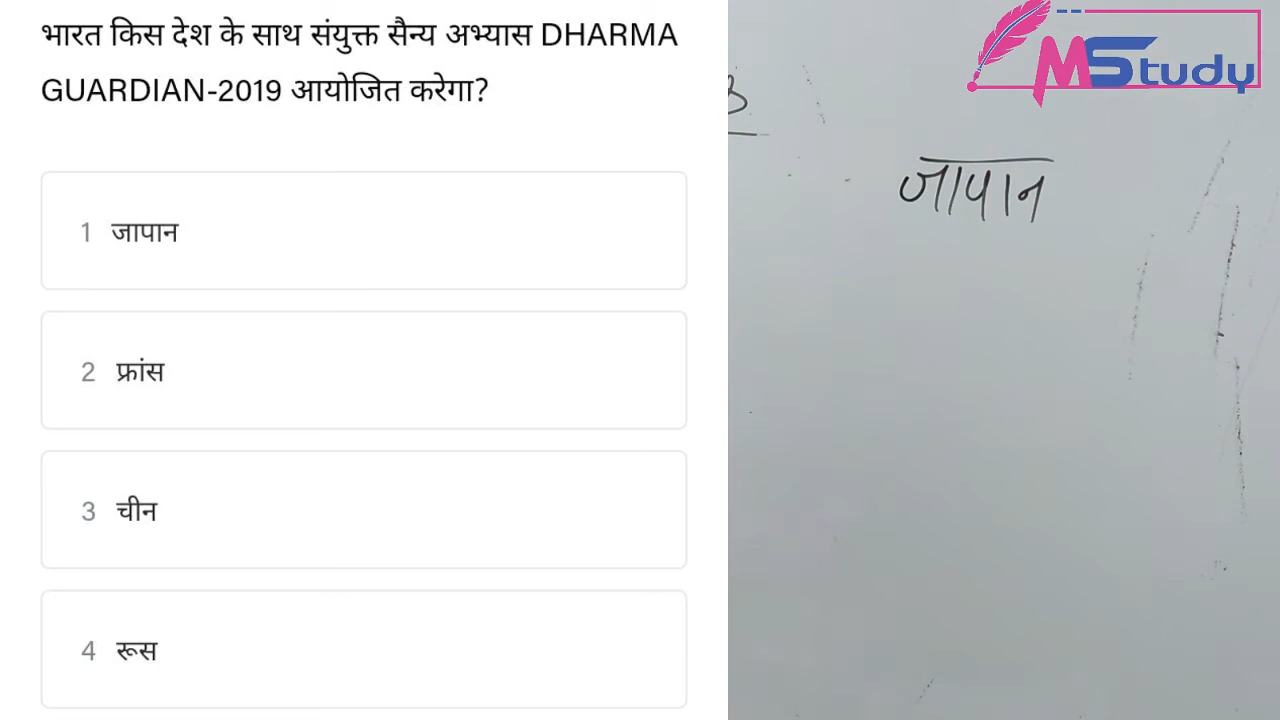 भारत किस देश के साथ संयुक्त सैन्य अभ्यास DHARMA
GUARDIAN-2019 आयोजित करेगा?
1 जापान
2 फ्रांस
3 चीन
4 रूस
MStudy
जापान